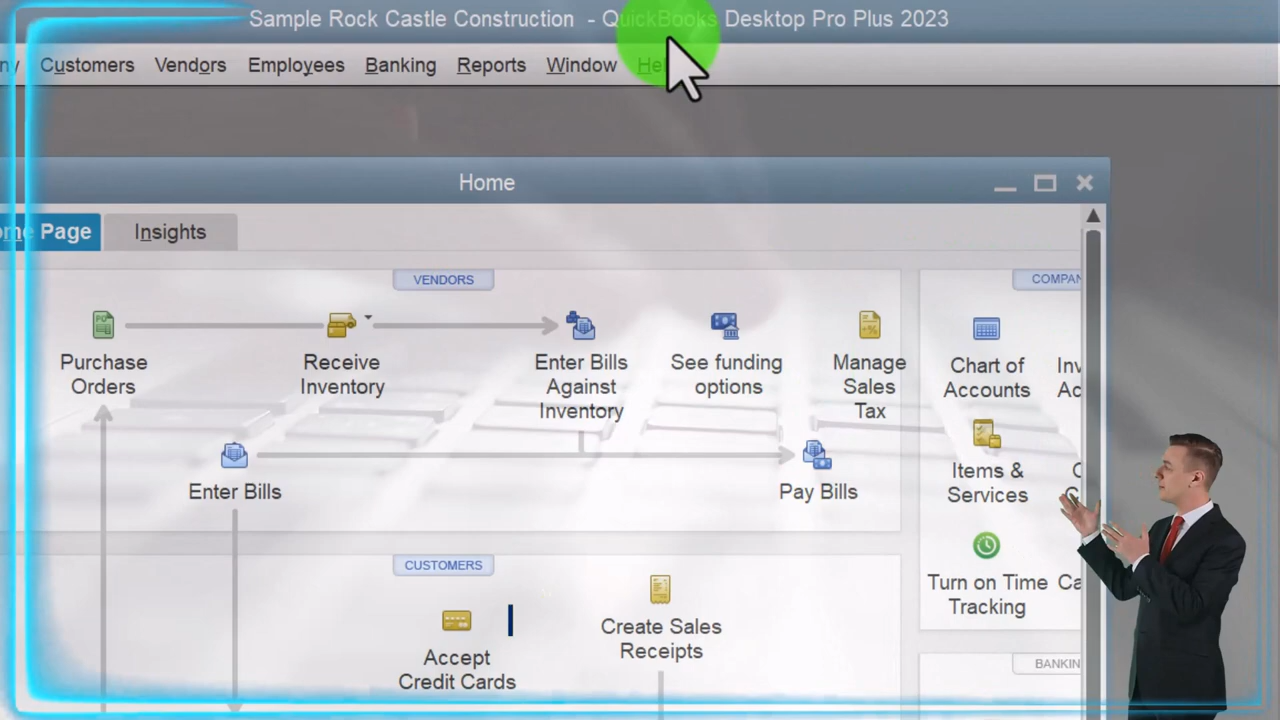 Sample Rock Castle Construction - QuickBooks Desktop Pro Plus 2023
Customers Vendors Employees Banking Reports Window Help
Home
Page Insights
VENDORS
Purchase Orders
Receive Inventory
Enter Bills Against Inventory
See funding options
Manage Sales Tax
Chart of Accounts
Enter Bills
Pay Bills
Items & Services
Turn on Time Tracking
CUSTOMERS
Accept Credit Cards
Create Sales Receipts